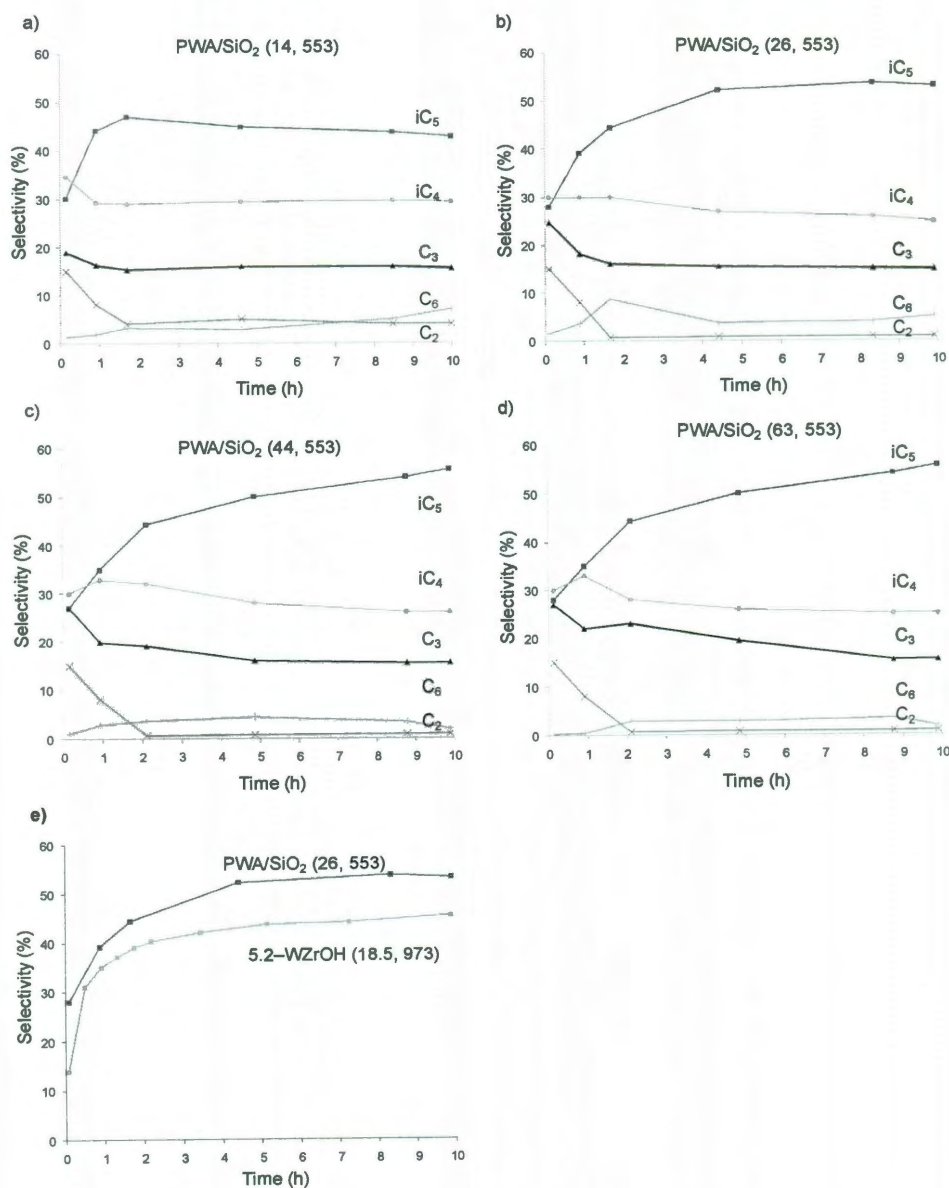 a)
PWA/SiO₂ (14, 553)
60
50
40
30
20
10
0
Selectivity (%)
iC₅
iC₄
C₃
C₆
C₂
0 1 2 3 4 5 6 7 8 9 10
Time (h)
b)
PWA/SiO₂ (26, 553)
60
50
40
30
20
10
0
Selectivity (%)
iC₅
iC₄
C₃
C₆
C₂
0 1 2 3 4 5 6 7 8 9 10
Time (h)
c)
PWA/SiO₂ (44, 553)
60
50
40
30
20
10
0
Selectivity (%)
iC₅
iC₄
C₃
C₆
C₂
0 1 2 3 4 5 6 7 8 9 10
Time (h)
d)
PWA/SiO₂ (63, 553)
60
50
40
30
20
10
0
Selectivity (%)
iC₅
iC₄
C₃
C₆
C₂
0 1 2 3 4 5 6 7 8 9 10
Time (h)
e)
60
50
40
30
20
10
0
Selectivity (%)
PWA/SiO₂ (26, 553)
5.2–WZrOH (18.5, 973)
0 1 2 3 4 5 6 7 8 9 10
Time (h)